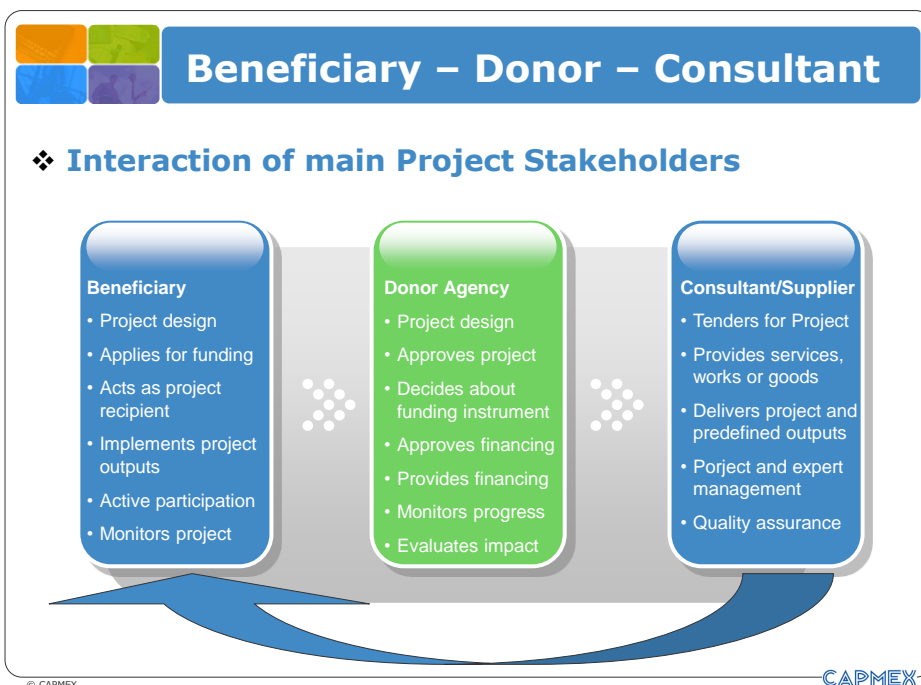 Beneficiary – Donor – Consultant
❖ Interaction of main Project Stakeholders
Beneficiary
• Project design
• Applies for funding
• Acts as project
recipient
• Implements project
outputs
• Active participation
• Monitors project
Donor Agency
• Project design
• Approves project
• Decides about
funding instrument
• Approves financing
• Provides financing
• Monitors progress
• Evaluates impact
Consultant/Supplier
• Tenders for Project
• Provides services,
works or goods
• Delivers project and
predefined outputs
• Porject and expert
management
• Quality assurance
© CAPMEX
CAPMEX